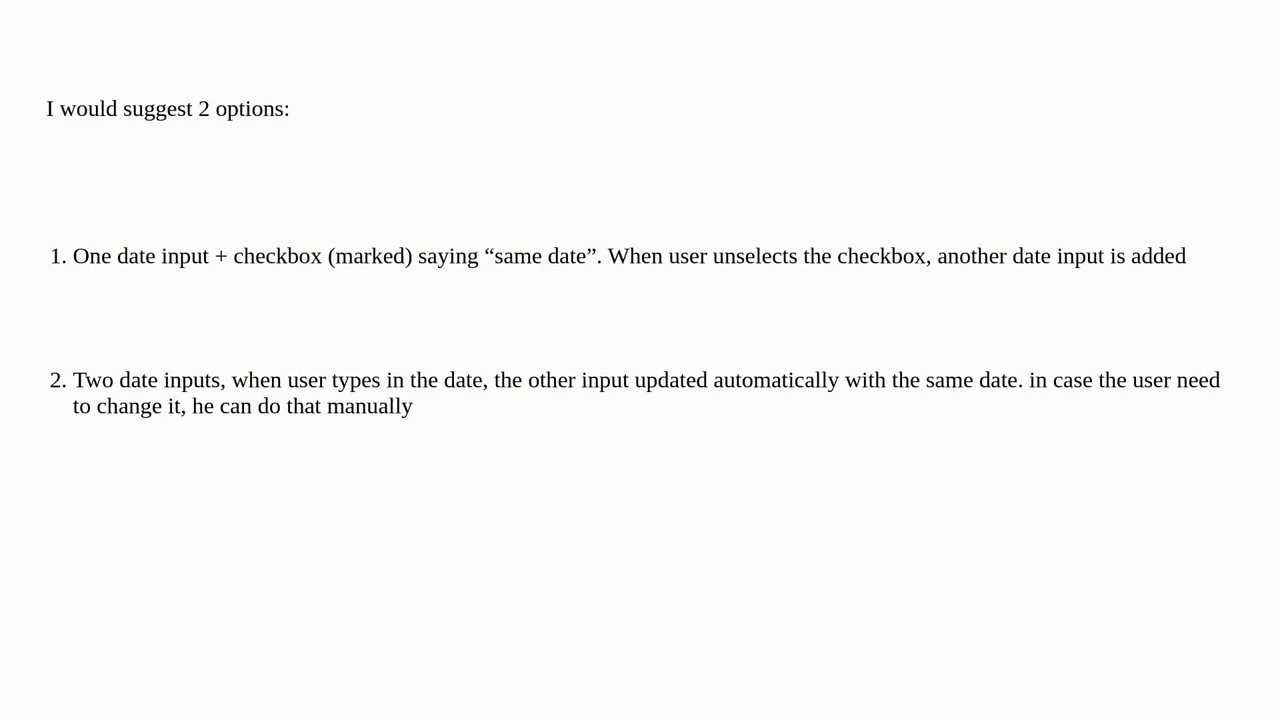 I would suggest 2 options:
1. One date input + checkbox (marked) saying “same date”. When user unselects the checkbox, another date input is added
2. Two date inputs, when user types in the date, the other input updated automatically with the same date. in case the user need
to change it, he can do that manually